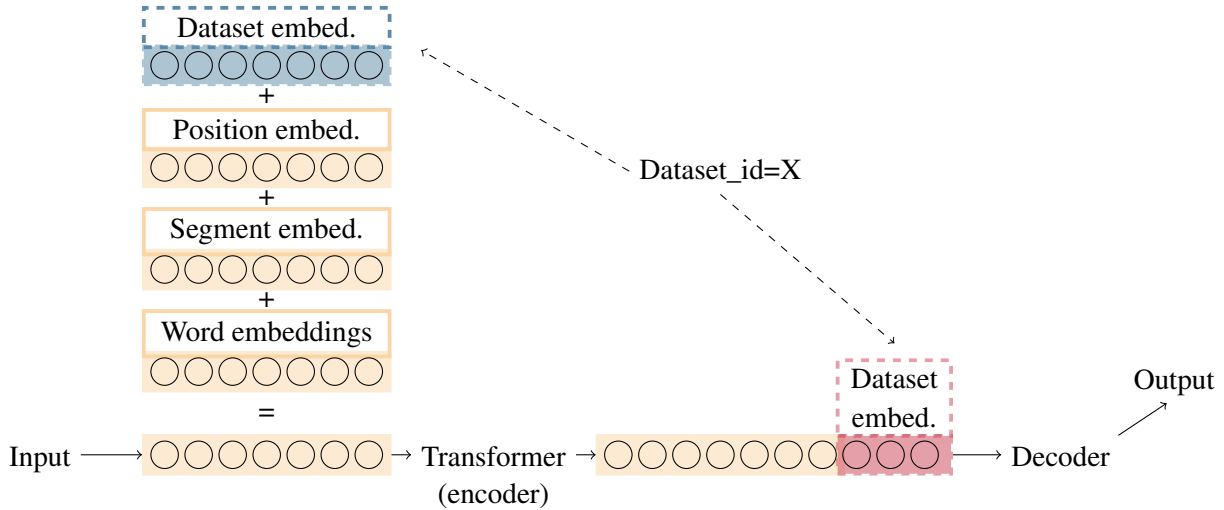 Dataset embed.
+
Position embed.
+
Segment embed.
+
Word embeddings
=
Dataset_id=X
Dataset
embed.
Input
Transformer
(encoder)
Decoder
Output